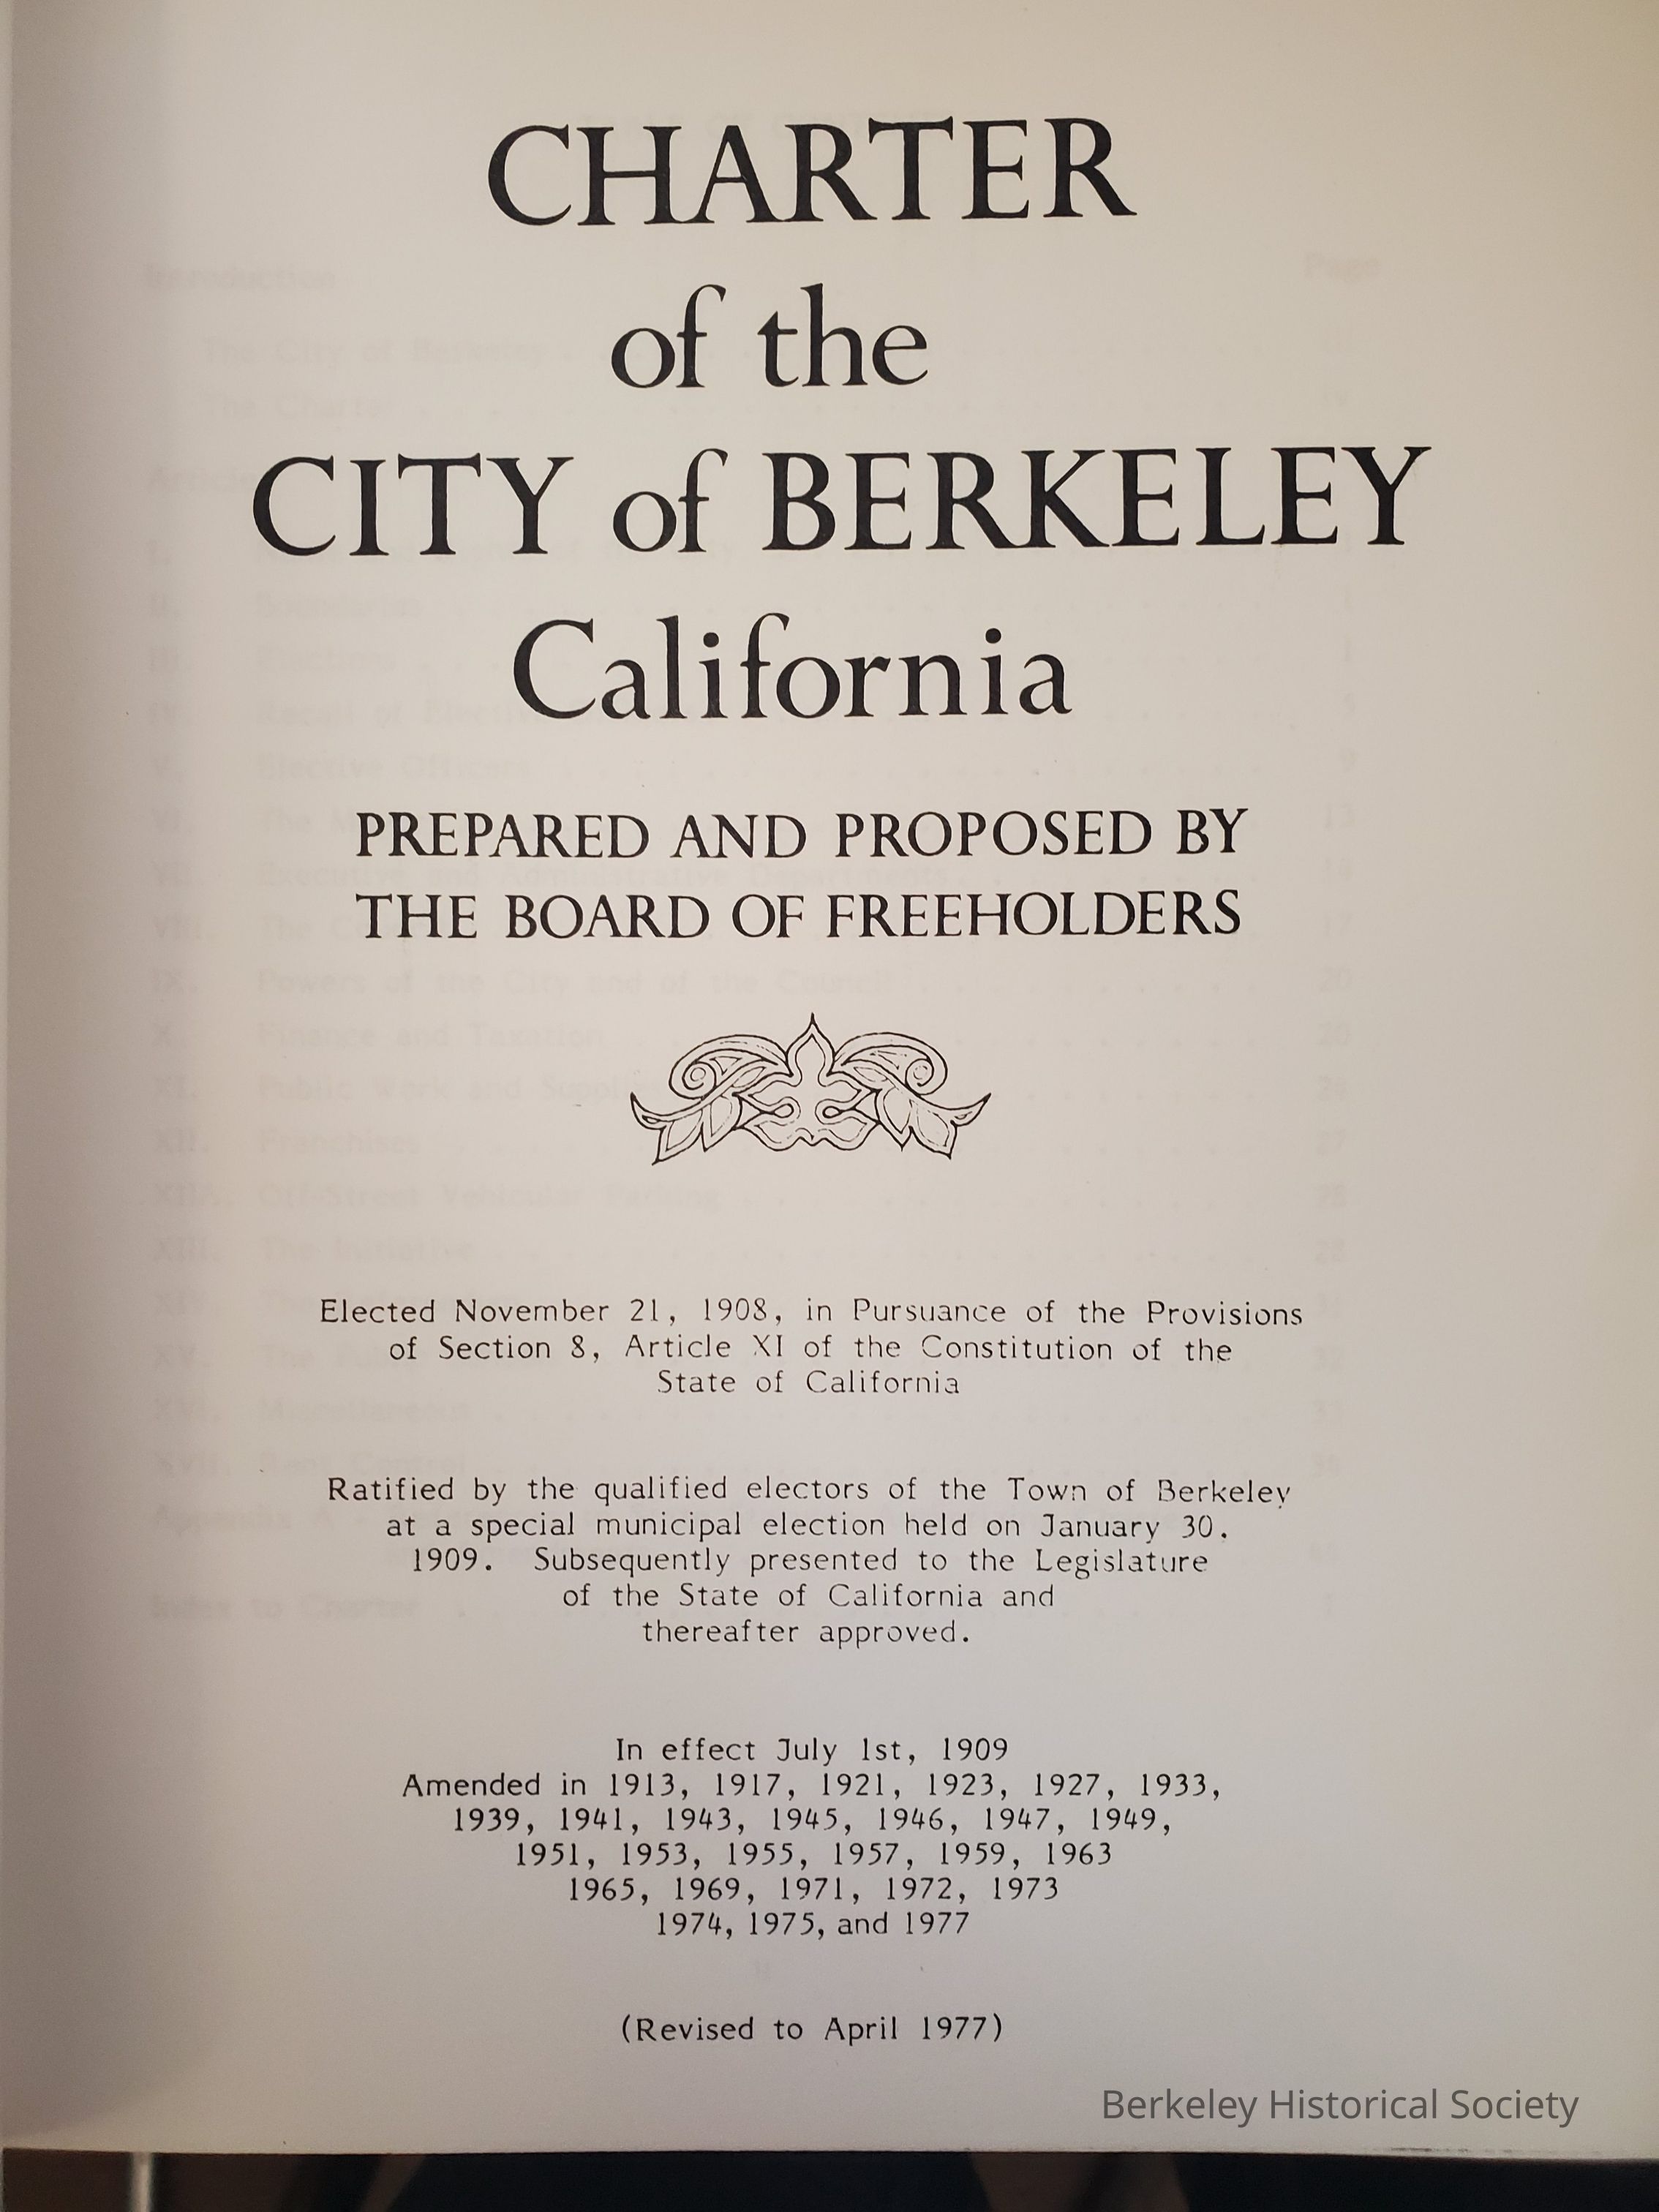 CHARTER
of the
CITY of BERKELEY
California
PREPARED AND PROPOSED BY
THE BOARD OF FREEHOLDERS
Elected November 21, 1908, in Pursuance of the Provisions
of Section 8, Article XI of the Constitution of the
State of California
Ratified by the qualified electors of the Town of Berkeley
at a special municipal election held on January 30,
1909. Subsequently presented to the Legislature
of the State of California and
thereafter approved.
In effect July 1st, 1909
Amended in 1913, 1917, 1921, 1923, 1927, 1933,
1939, 1941, 1943, 1945, 1946, 1947, 1949,
1951, 1953, 1955, 1957, 1959, 1963
1965, 1969, 1971, 1972, 1973
1974, 1975, and 1977
(Revised to April 1977)
Berkeley Historical Society